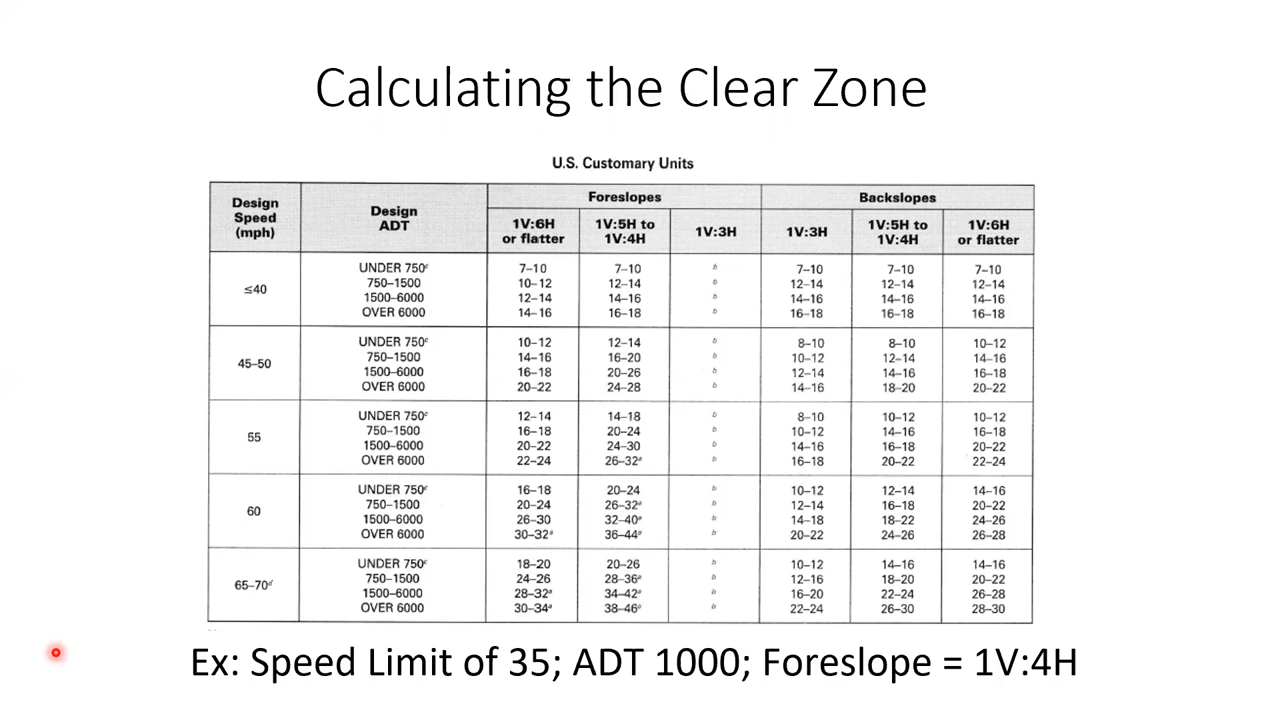 Calculating the Clear Zone
U.S. Customary Units
Design Speed (mph) Design ADT Foreslopes Backslopes
1V:6H or flatter 1V:5H to 1V:4H 1V:3H 1V:3H 1V:5H to 1V:4H 1V:6H or flatter
≤40
UNDER 750c 7–10 7–10 b 7–10 7–10 7–10
750–1500 10–12 12–14 b 12–14 12–14 12–14
1500–6000 12–14 14–16 b 14–16 14–16 14–16
OVER 6000 14–16 16–18 b 16–18 16–18 16–18
45–50
UNDER 750c 10–12 12–14 b 8–10 8–10 10–12
750–1500 14–16 16–20 b 10–12 12–14 14–16
1500–6000 16–18 20–26 b 12–14 14–16 16–18
OVER 6000 20–22 24–28 b 14–16 18–20 20–22
55
UNDER 750c 12–14 14–18 b 8–10 10–12 10–12
750–1500 16–18 20–24 b 10–12 14–16 16–18
1500–6000 20–22 24–30 b 14–16 16–18 20–22
OVER 6000 22–24 26–32a b 16–18 20–22 22–24
60
UNDER 750c 16–18 20–24 b 10–12 12–14 14–16
750–1500 20–24 26–32a b 12–14 16–18 20–22
1500–6000 26–30 32–40a b 14–18 18–22 24–26
OVER 6000 30–32a 36–44a b 20–22 24–26 26–28
65–70d
UNDER 750c 18–20 20–26 b 10–12 14–16 14–16
750–1500 24–26 28–36a b 12–16 18–20 20–22
1500–6000 28–32a 34–42a b 16–20 22–24 26–28
OVER 6000 30–34a 38–46a b 22–24 26–30 28–30
Ex: Speed Limit of 35; ADT 1000; Foreslope = 1V:4H